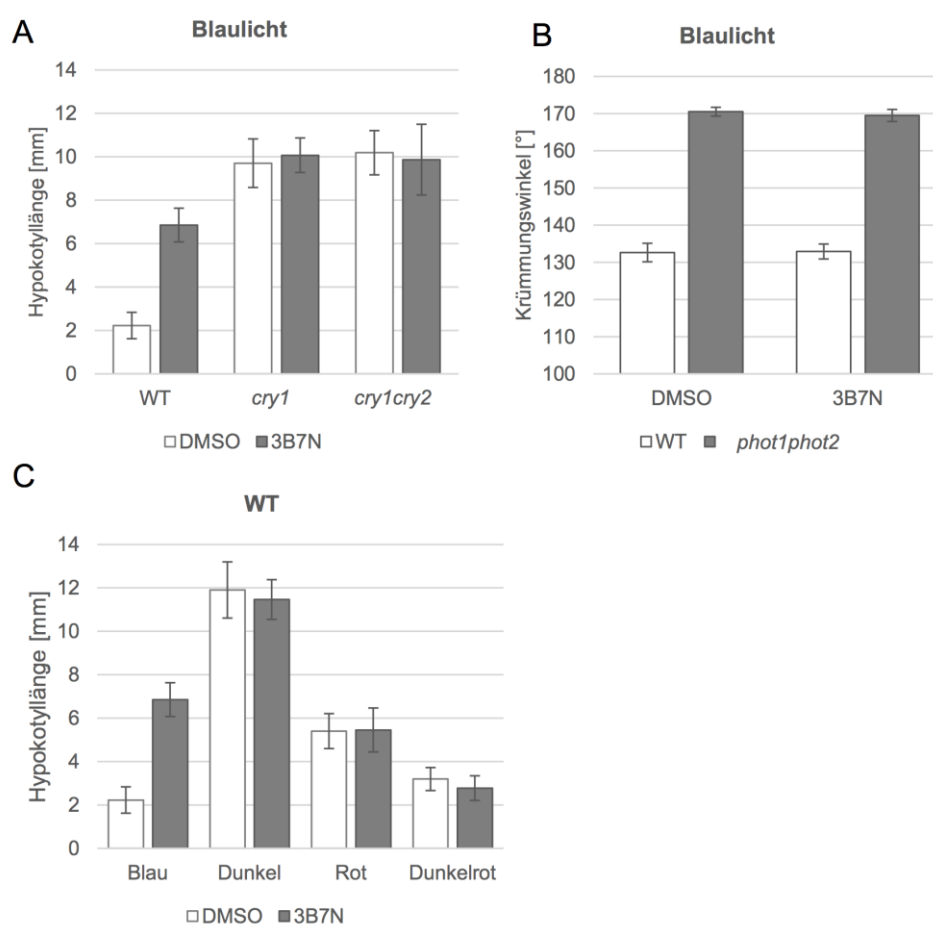 A
Blaulicht
Hypokotyllänge [mm]
14
12
10
8
6
4
2
0
WT
cry1
cry1cry2
DMSO
3B7N
B
Blaulicht
Krümmungswinkel [°]
180
170
160
150
140
130
120
110
100
DMSO
3B7N
WT
phot1phot2
C
WT
Hypokotyllänge [mm]
14
12
10
8
6
4
2
0
Blau
Dunkel
Rot
Dunkelrot
DMSO
3B7N